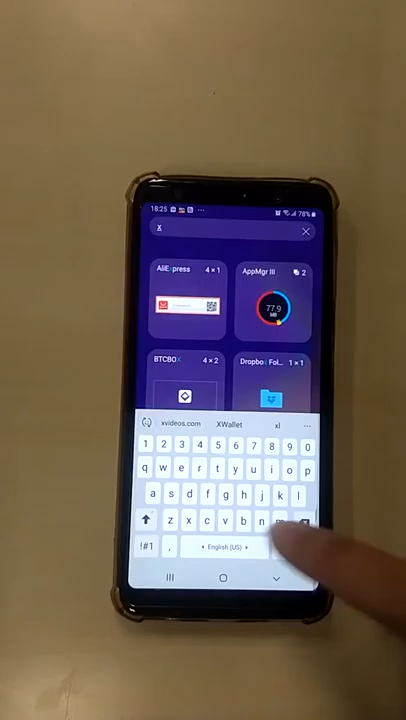 18:25 78%
x
AliExpress 4 × 1
AppMgr III 2
77.9
MB
BTCBOX 4 × 2
Dropbox Fol... 1 × 1
xvideos.com XWallet xl ...
1 2 3 4 5 6 7 8 9 0
q w e r t y u i o p
a s d f g h j k l
z x c v b n m
!#1 , English (US)